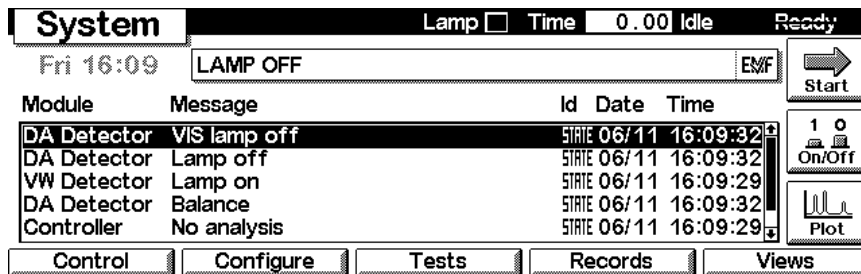 System Lamp Time 0.00 Idle Ready
Fri 16:09 LAMP OFF EMF
Start
Module Message Id Date Time
DA Detector VIS lamp off STATE 06/11 16:09:32
DA Detector Lamp off STATE 06/11 16:09:32
VW Detector Lamp on STATE 06/11 16:09:29
DA Detector Balance STATE 06/11 16:09:32
Controller No analysis STATE 06/11 16:09:29
1 0
On/Off
Plot
Control Configure Tests Records Views